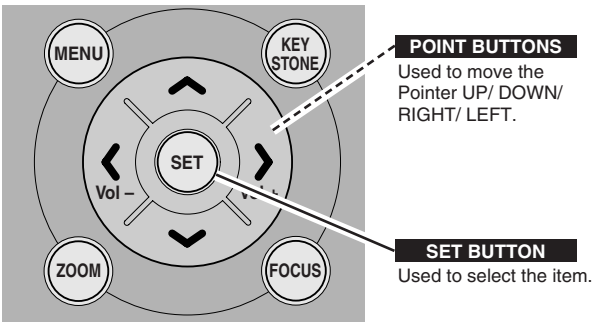 MENU
KEY
STONE
SET
Vol –
Vol +
ZOOM
FOCUS
POINT BUTTONS
Used to move the
Pointer UP/ DOWN/
RIGHT/ LEFT.
SET BUTTON
Used to select the item.